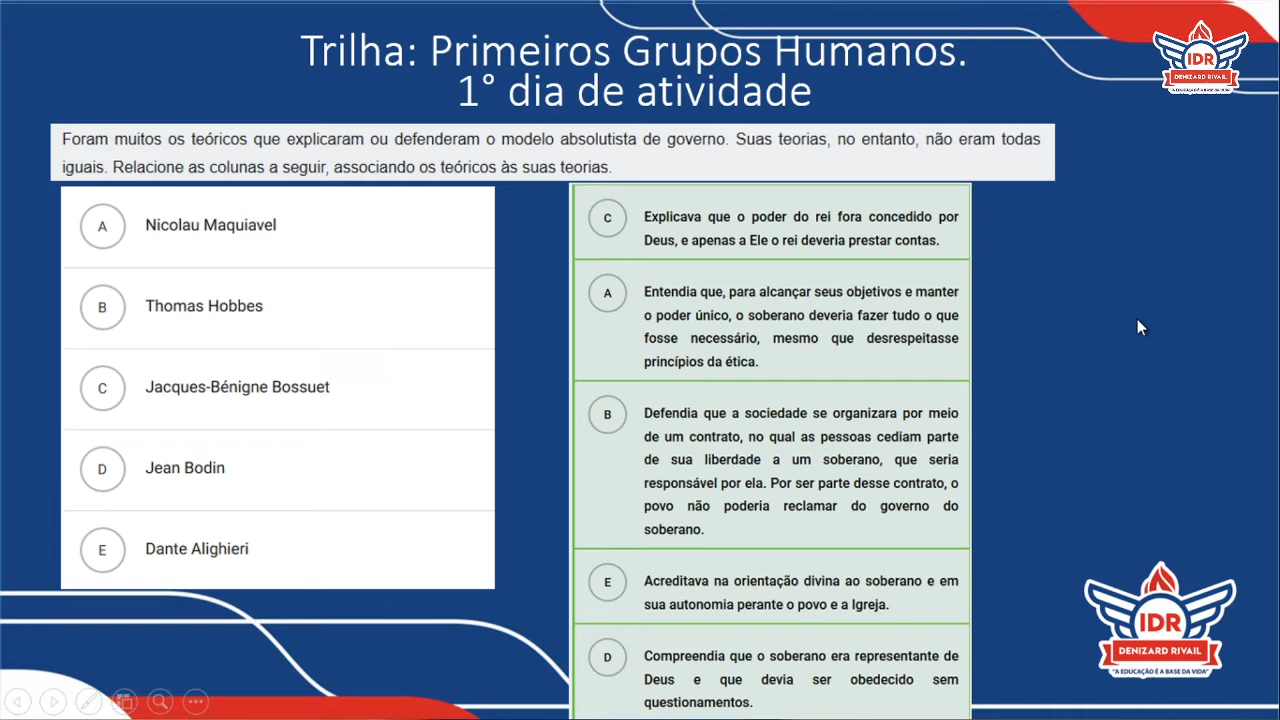 Trilha: Primeiros Grupos Humanos.
1° dia de atividade
IDR
DENIZARD RIVAIL
"A EDUCAÇÃO É A BASE DA VIDA"
Foram muitos os teóricos que explicaram ou defenderam o modelo absolutista de governo. Suas teorias, no entanto, não eram todas
iguais. Relacione as colunas a seguir, associando os teóricos às suas teorias.
A Nicolau Maquiavel
B Thomas Hobbes
C Jacques-Bénigne Bossuet
D Jean Bodin
E Dante Alighieri
C Explicava que o poder do rei fora concedido por
Deus, e apenas a Ele o rei deveria prestar contas.
A Entendia que, para alcançar seus objetivos e manter
o poder único, o soberano deveria fazer tudo o que
fosse necessário, mesmo que desrespeitasse
princípios da ética.
B Defendia que a sociedade se organizara por meio
de um contrato, no qual as pessoas cediam parte
de sua liberdade a um soberano, que seria
responsável por ela. Por ser parte desse contrato, o
povo não poderia reclamar do governo do
soberano.
E Acreditava na orientação divina ao soberano e em
sua autonomia perante o povo e a Igreja.
D Compreendia que o soberano era representante de
Deus e que devia ser obedecido sem
questionamentos.
IDR
DENIZARD RIVAIL
"A EDUCAÇÃO É A BASE DA VIDA"